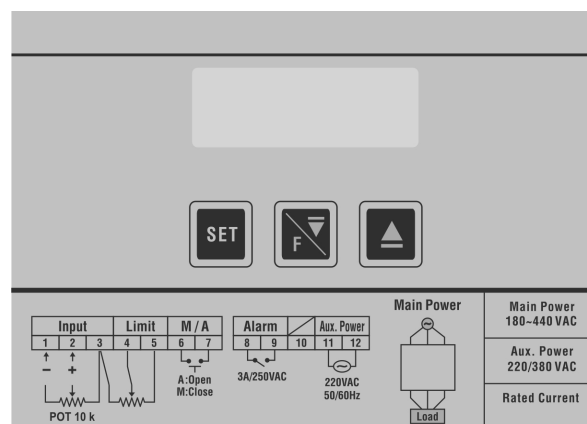 SET
F
Main Power
Main Power
180~440 VAC
Input Limit M / A Alarm Aux. Power
1 2 3 4 5 6 7 8 9 10 11 12
Aux. Power
220/380 VAC
− +
A:Open
M:Close
3A/250VAC
220VAC
50/60Hz
Rated Current
POT 10 k
Load